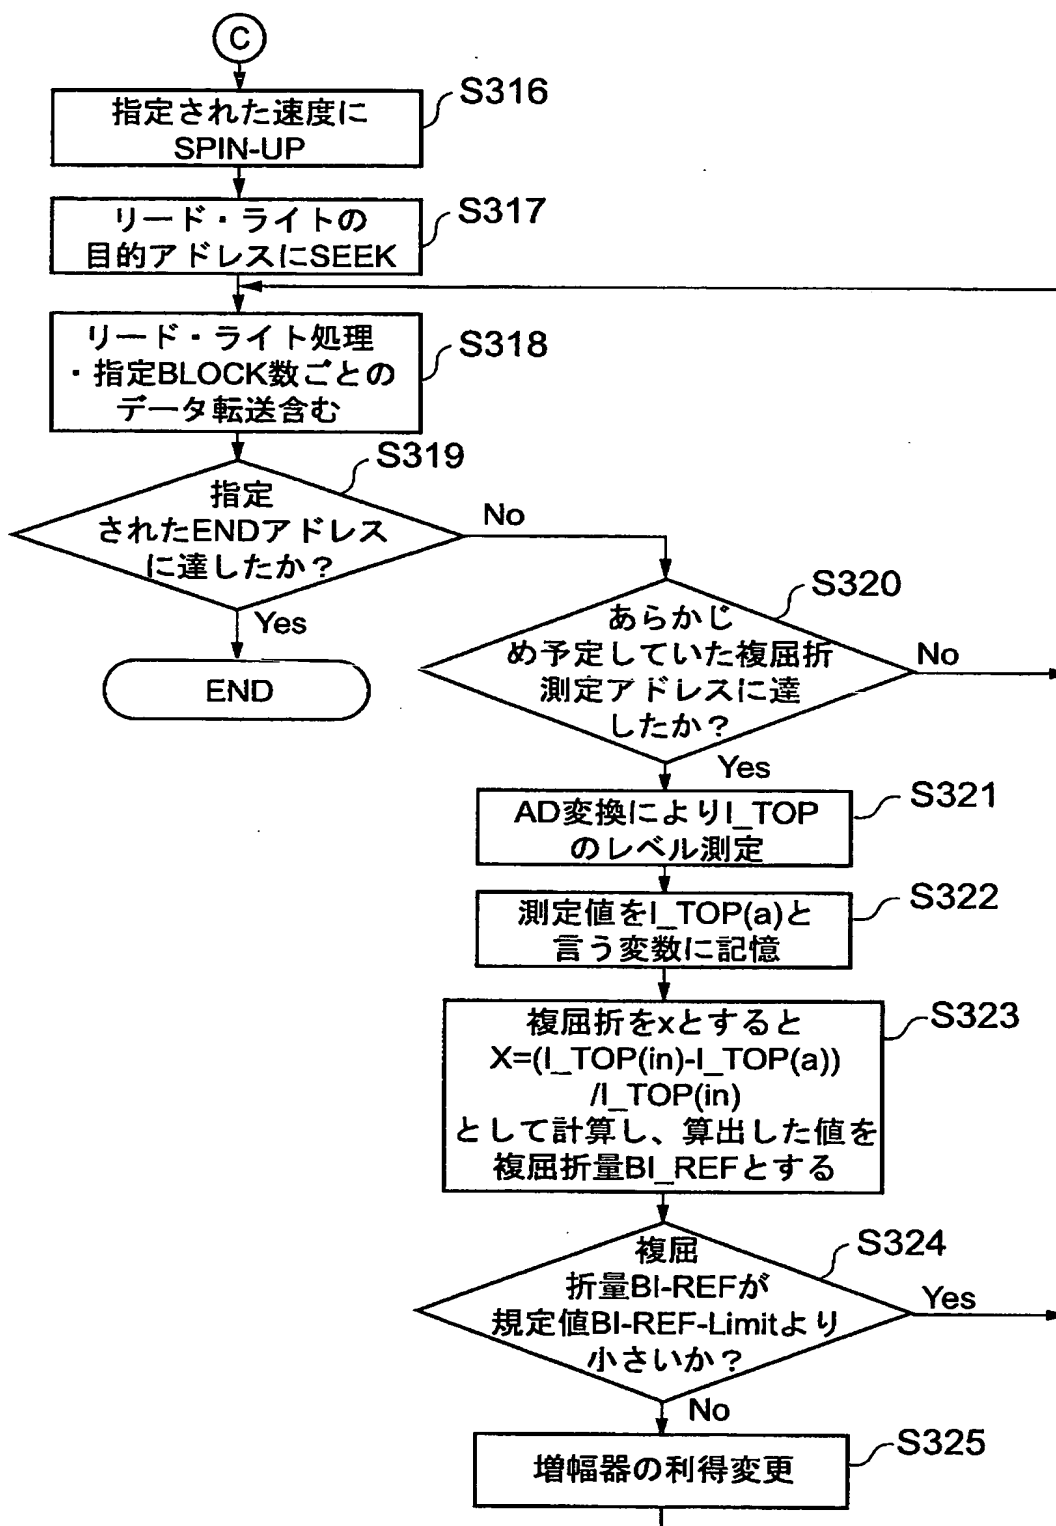 C
指定された速度に
SPIN-UP
S316
リード・ライトの
目的アドレスにSEEK
S317
リード・ライト処理
・指定BLOCK数ごとの
データ転送含む
S318
S319
指定
されたENDアドレス
に達したか？
No
Yes
END
S320
あらかじ
め予定していた複屈折
測定アドレスに達
したか？
No
Yes
AD変換によりI_TOP
のレベル測定
S321
測定値をI_TOP(a)と
言う変数に記憶
S322
複屈折をxとすると
X=(I_TOP(in)-I_TOP(a))
/I_TOP(in)
として計算し、算出した値を
複屈折量BI_REFとする
S323
複屈
折量BI-REFが
規定値BI-REF-Limitより
小さいか？
S324
Yes
No
増幅器の利得変更
S325